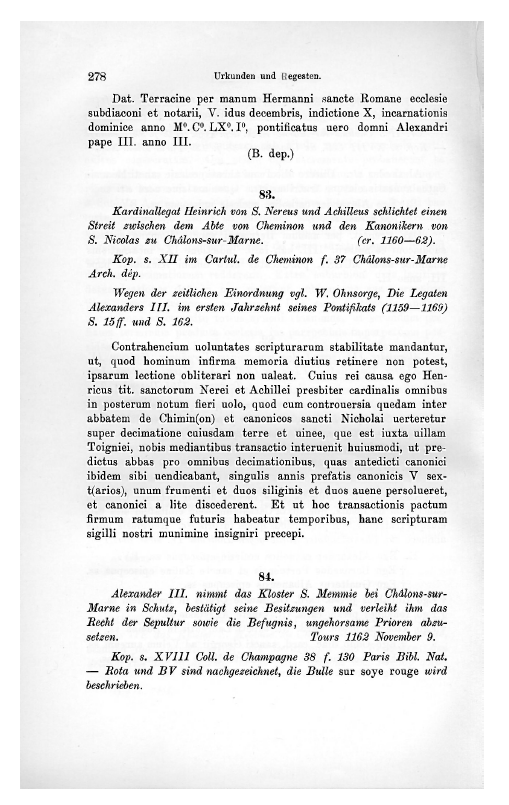 278 Urkunden und Regesten.
Dat. Terracine per manum Hermanni sancte Romane ecclesie
subdiaconi et notarii, V. idus decembris, indictione X, incarnationis
dominice anno M⁰. C⁰. LX⁰. I⁰, pontificatus uero domni Alexandri
pape III. anno III.
(B. dep.)
83.
Kardinallegat Heinrich von S. Nereus und Achilleus schlichtet einen
Streit zwischen dem Abte von Cheminon und den Kanonikern von
S. Nicolas zu Châlons-sur-Marne. (cr. 1160—62).
Kop. s. XII im Cartul. de Cheminon f. 37 Châlons-sur-Marne
Arch. dép.
Wegen der zeitlichen Einordnung vgl. W. Ohnsorge, Die Legaten
Alexanders III. im ersten Jahrzehnt seines Pontifikats (1159—1169)
S. 15ff. und S. 162.
Contrahencium uoluntates scripturarum stabilitate mandantur,
ut, quod hominum infirma memoria diutius retinere non potest,
ipsarum lectione obliterari non ualeat. Cuius rei causa ego Hen-
ricus tit. sanctorum Nerei et Achillei presbiter cardinalis omnibus
in posterum notum fieri uolo, quod cum controuersia quedam inter
abbatem de Chimin(on) et canonicos sancti Nicholai uerteretur
super decimatione cuiusdam terre et uinee, que est iuxta uillam
Toigniei, nobis mediantibus transactio interuenit huiusmodi, ut pre-
dictus abbas pro omnibus decimationibus, quas antedicti canonici
ibidem sibi uendicabant, singulis annis prefatis canonicis V sex-
t(arios), unum frumenti et duos siliginis et duos auene persolueret,
et canonici a lite discederent. Et ut hoc transactionis pactum
firmum ratumque futuris habeatur temporibus, hanc scripturam
sigilli nostri munimine insigniri precepi.
84.
Alexander III. nimmt das Kloster S. Memmie bei Châlons-sur-
Marne in Schutz, bestätigt seine Besitzungen und verleiht ihm das
Recht der Sepultur sowie die Befugnis, ungehorsame Prioren abzu-
setzen. Tours 1162 November 9.
Kop. s. XVIII Coll. de Champagne 38 f. 130 Paris Bibl. Nat.
— Rota und BV sind nachgezeichnet, die Bulle sur soye rouge wird
beschrieben.